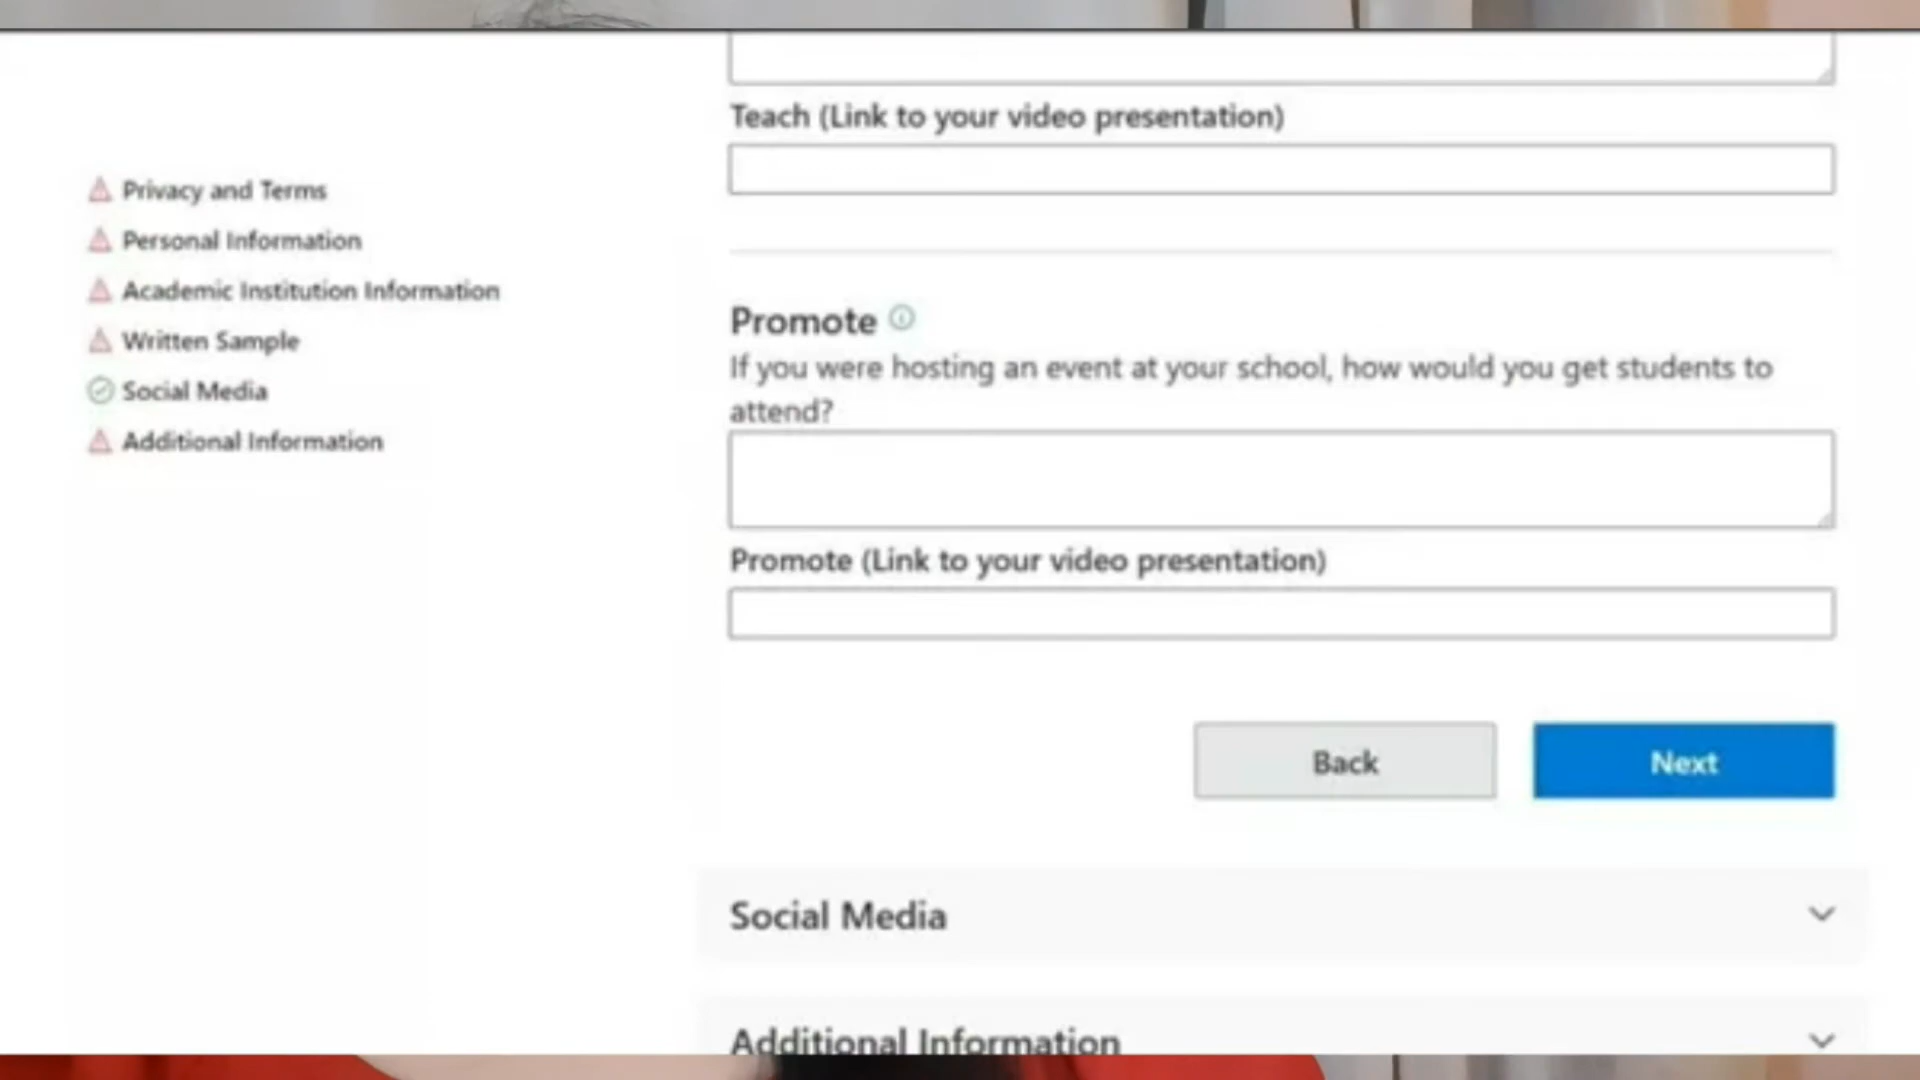 Teach (Link to your video presentation)
Privacy and Terms
Personal Information
Academic Institution Information
Written Sample
Social Media
Additional Information
Promote
If you were hosting an event at your school, how would you get students to
attend?
Promote (Link to your video presentation)
Back
Next
Social Media
Additional Information